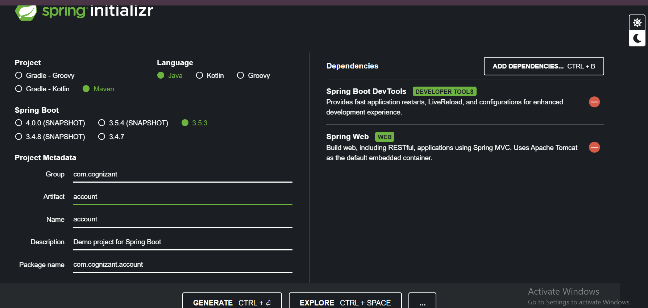 spring initializr
Project
Gradle - Groovy
Gradle - Kotlin Maven
Language
Java Kotlin Groovy
Spring Boot
4.0.0 (SNAPSHOT) 3.5.4 (SNAPSHOT) 3.5.3
3.4.8 (SNAPSHOT) 3.4.7
Project Metadata
Group com.cognizant
Artifact account
Name account
Description Demo project for Spring Boot
Package name com.cognizant.account
Dependencies
ADD DEPENDENCIES... CTRL + B
Spring Boot DevTools DEVELOPER TOOLS
Provides fast application restarts, LiveReload, and configurations for enhanced
development experience.
Spring Web WEB
Build web, including RESTful, applications using Spring MVC. Uses Apache Tomcat
as the default embedded container.
GENERATE CTRL +
EXPLORE CTRL + SPACE
...
Activate Windows
Go to Settings to activate Windows.